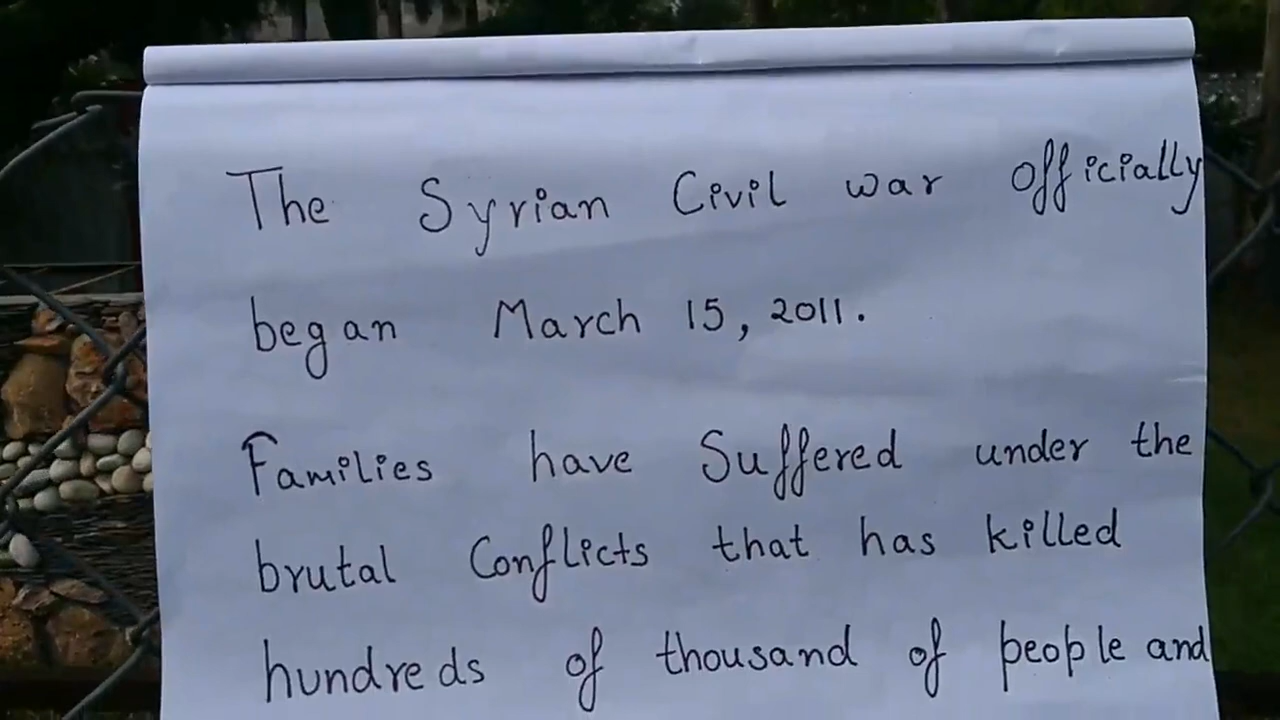 The Syrian Civil war officially
began March 15, 2011.
Families have Suffered under the
brutal Conflicts that has killed
hundreds of thousand of people and